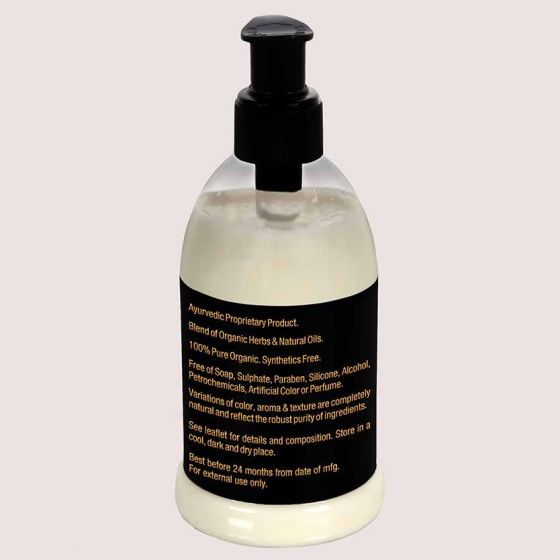 Ayurvedic Proprietary Product.
Blend of Organic Herbs & Natural Oils.
100% Pure Organic. Synthetics Free.
Free of Soap, Sulphate, Paraben, Silicone, Alcohol,
Petrochemicals, Artificial Color or Perfume.
Variations of color, aroma & texture are completely
natural and reflect the robust purity of ingredients.
See leaflet for details and composition. Store in a
cool, dark and dry place.
Best before 24 months from date of mfg.
For external use only.